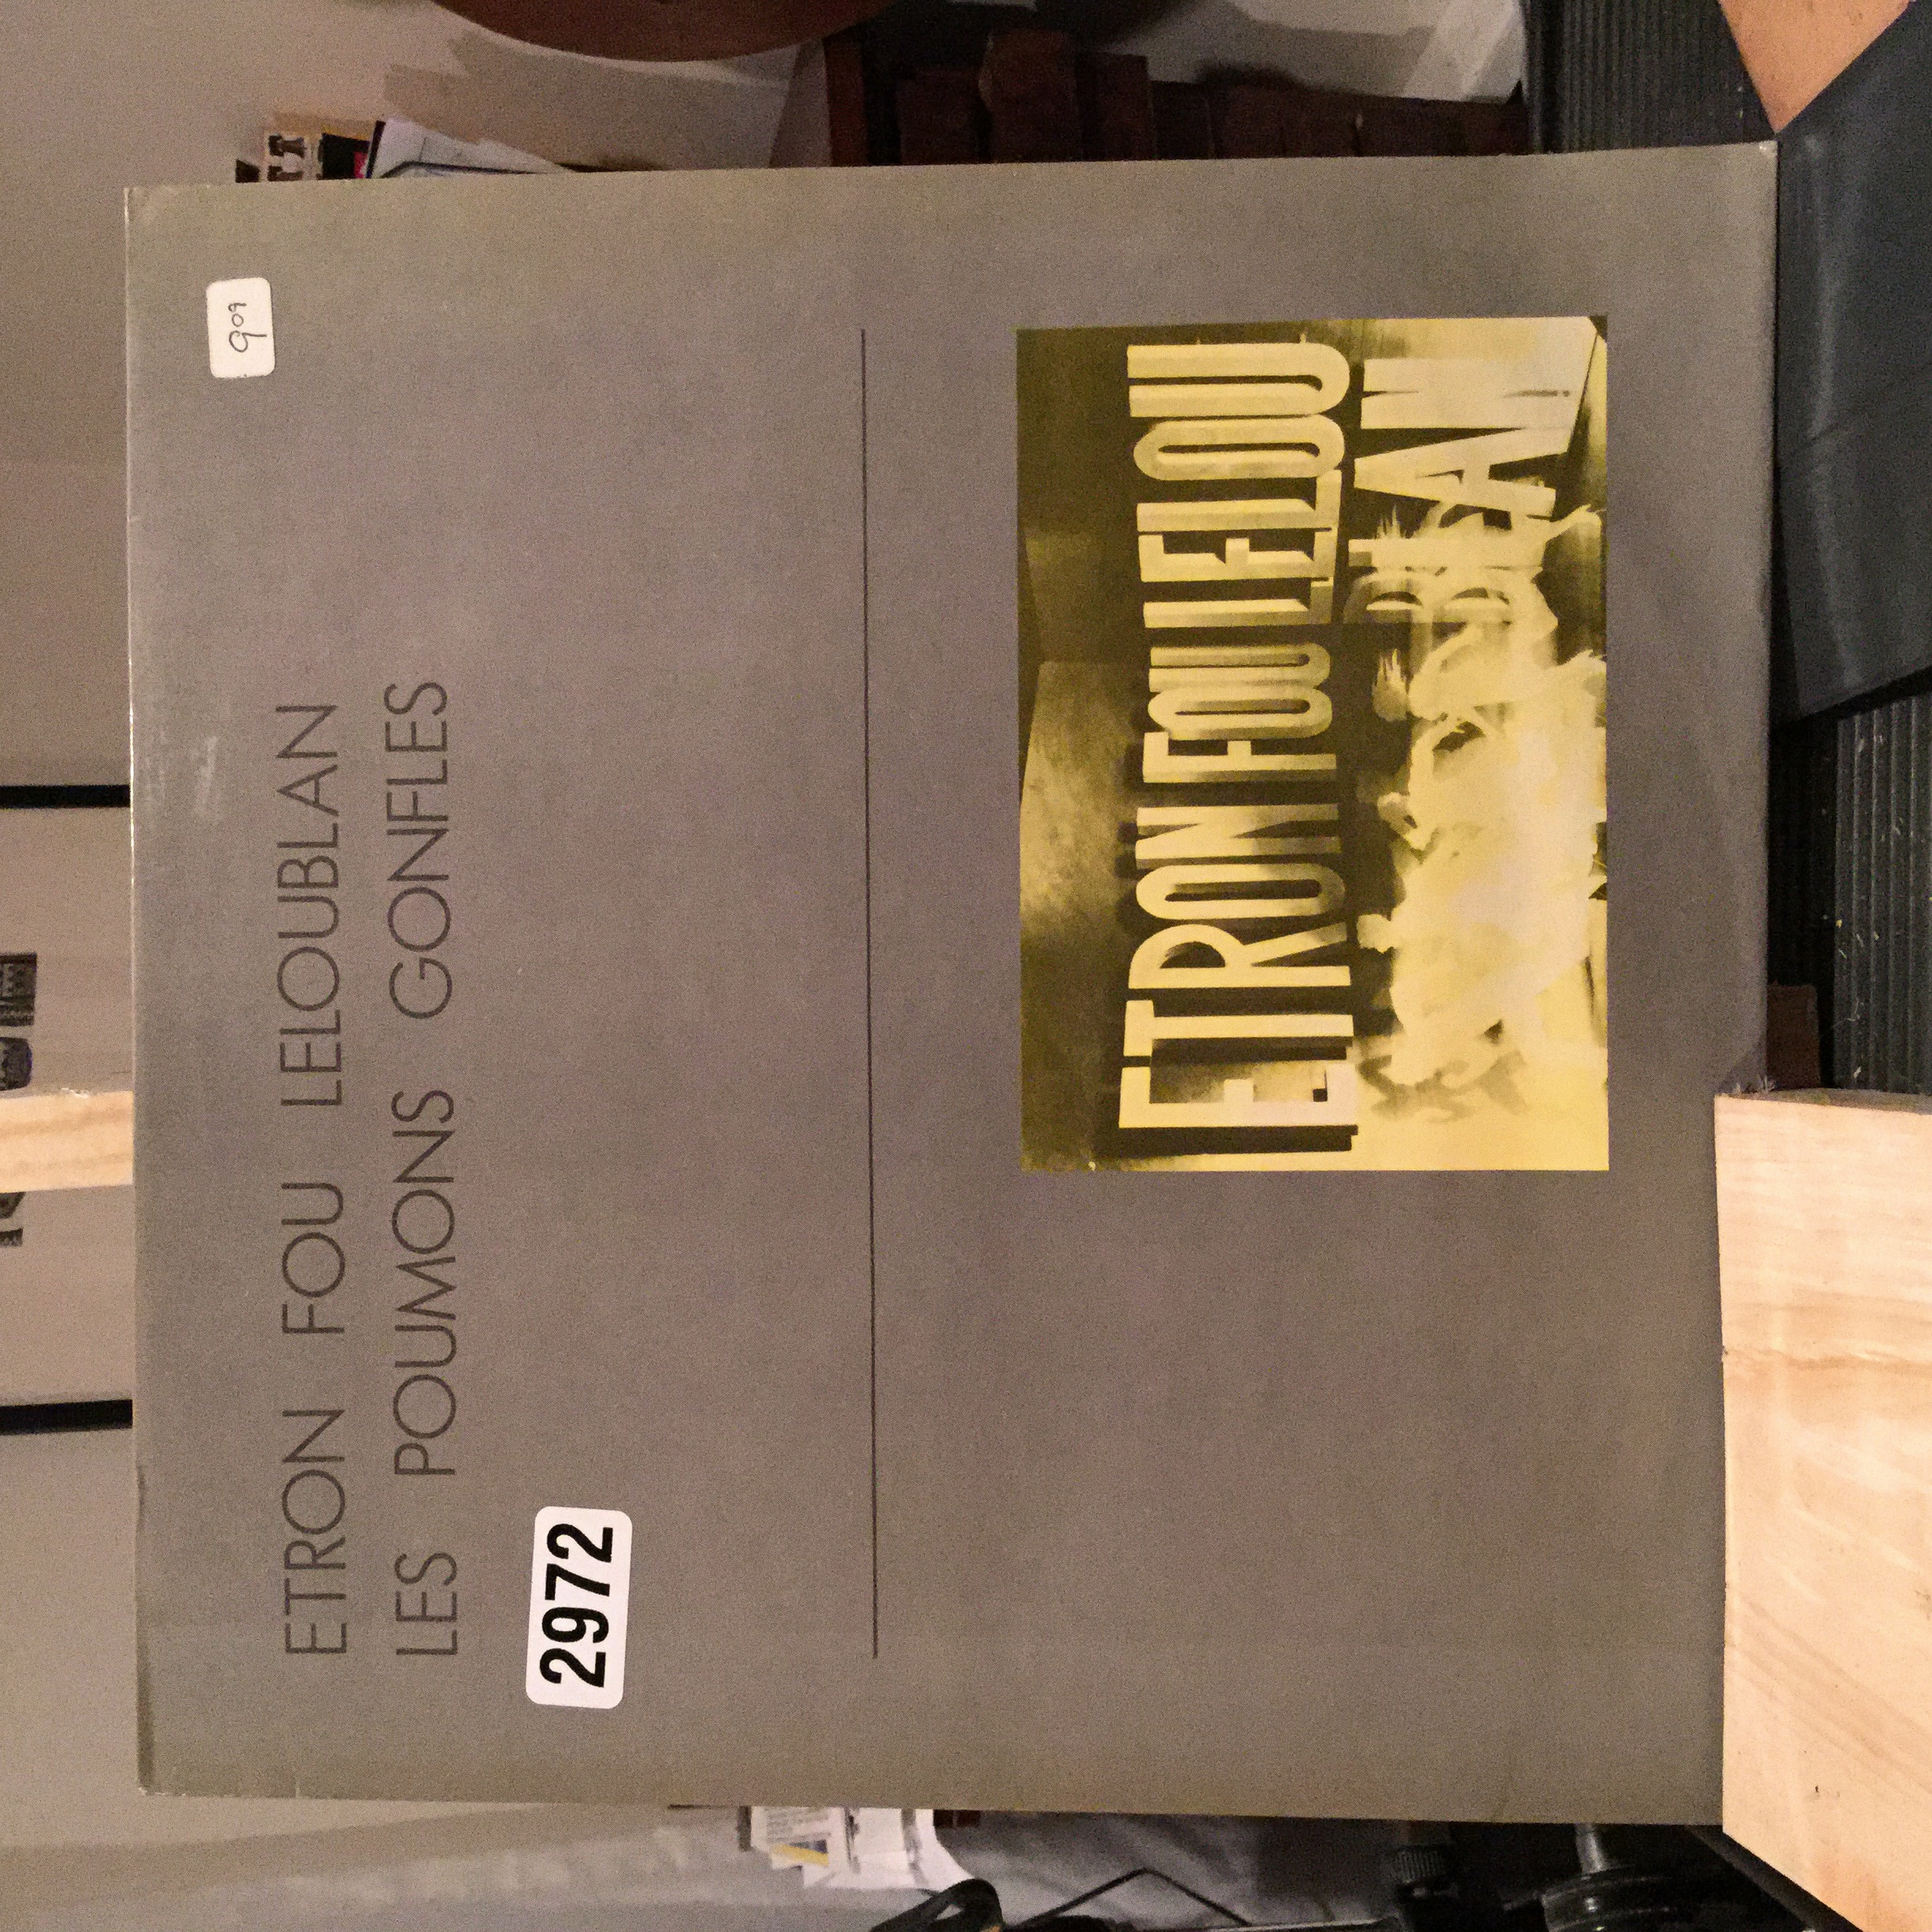 909
ETRON FOU LELOUBLAN
LES POUMONS GONFLES
2972
ETRON FOU LELOU
BLAN